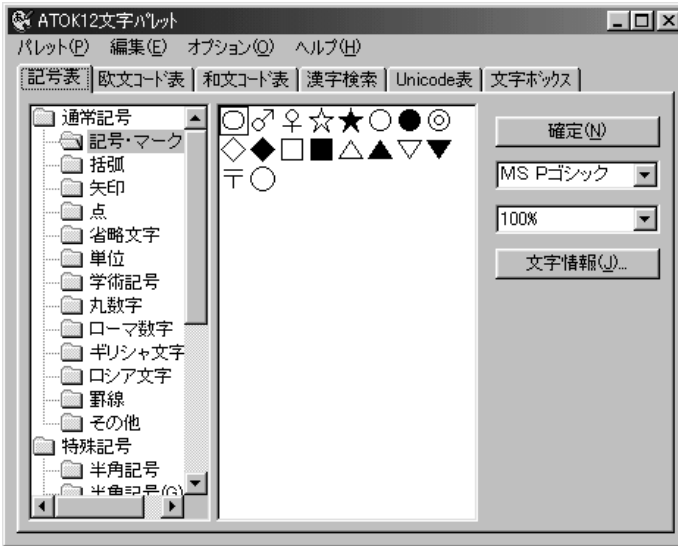 ATOK12文字パレット
パレット(P) 編集(E) オプション(O) ヘルプ(H)
記号表 欧文コード表 和文コード表 漢字検索 Unicode表 文字ボックス
通常記号
記号・マーク
括弧
矢印
点
省略文字
単位
学術記号
丸数字
ローマ数字
ギリシャ文字
ロシア文字
罫線
その他
特殊記号
半角記号
半角記号(G)
○♂♀☆★○●◎
◇◆□■△▲▽▼
〒◯
確定(N)
MS Pゴシック
100%
文字情報(J)...